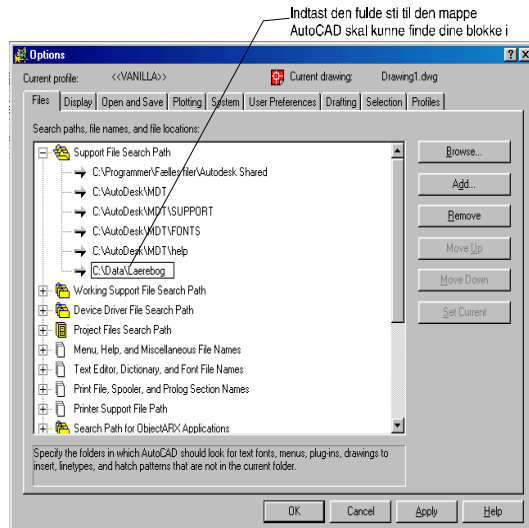 Indtast den fulde sti til den mappe
AutoCAD skal kunne finde dine blokke i
Options
Current profile: <<VANILLA>> Current drawing: Drawing1.dwg
Files Display Open and Save Plotting System User Preferences Drafting Selection Profiles
Search paths, file names, and file locations:
Support File Search Path
C:\Programmer\Fælles filer\Autodesk Shared
C:\AutoDesk\MDT
C:\AutoDesk\MDT\SUPPORT
C:\AutoDesk\MDT\FONTS
C:\AutoDesk\MDT\help
C:\Data\Laerebog
Working Support File Search Path
Device Driver File Search Path
Project Files Search Path
Menu, Help, and Miscellaneous File Names
Text Editor, Dictionary, and Font File Names
Print File, Spooler, and Prolog Section Names
Printer Support File Path
Search Path for ObjectARX Applications
Browse...
Add...
Remove
Move Up
Move Down
Set Current
Specify the folders in which AutoCAD should look for text fonts, menus, plug-ins, drawings to
insert, linetypes, and hatch patterns that are not in the current folder.
OK Cancel Apply Help